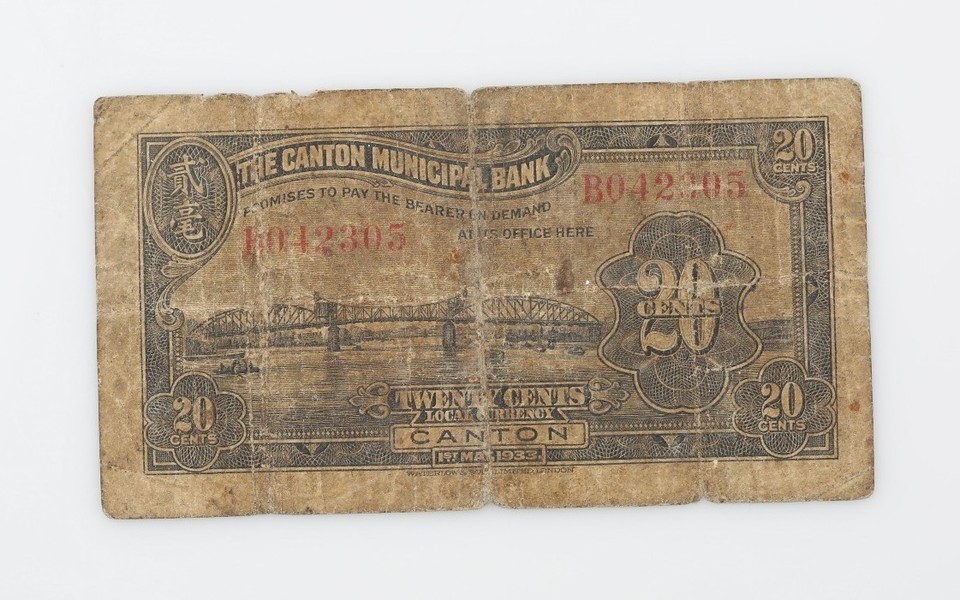 貳毫
THE CANTON MUNICIPAL BANK
PROMISES TO PAY THE BEARER ON DEMAND
AT ITS OFFICE HERE
B042305
B042305
20
CENTS
20
CENTS
20
CENTS
TWENTY CENTS
LOCAL CURRENCY
CANTON
1ST MAY 1933.
20
CENTS
LONDON